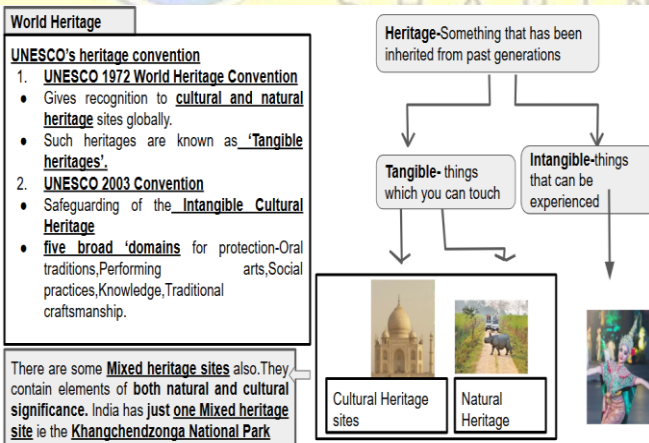 World Heritage
UNESCO's heritage convention
1. UNESCO 1972 World Heritage Convention
● Gives recognition to cultural and natural
heritage sites globally.
● Such heritages are known as 'Tangible
heritages'.
2. UNESCO 2003 Convention
● Safeguarding of the Intangible Cultural
Heritage
● five broad 'domains for protection-Oral
traditions,Performing arts,Social
practices,Knowledge,Traditional
craftsmanship.
There are some Mixed heritage sites also.They
contain elements of both natural and cultural
significance. India has just one Mixed heritage
site ie the Khangchendzonga National Park
Heritage-Something that has been
inherited from past generations
Tangible- things
which you can touch
Intangible-things
that can be
experienced
Cultural Heritage
sites
Natural
Heritage